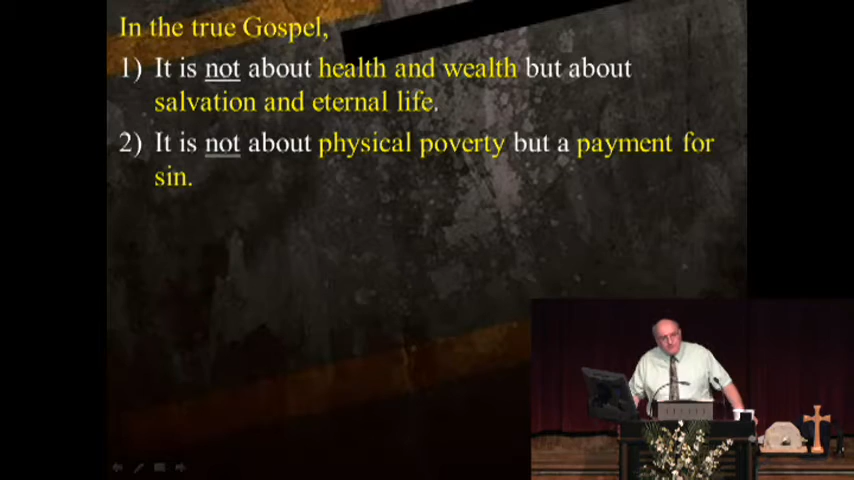 In the true Gospel,
1) It is not about health and wealth but about
salvation and eternal life.
2) It is not about physical poverty but a payment for
sin.